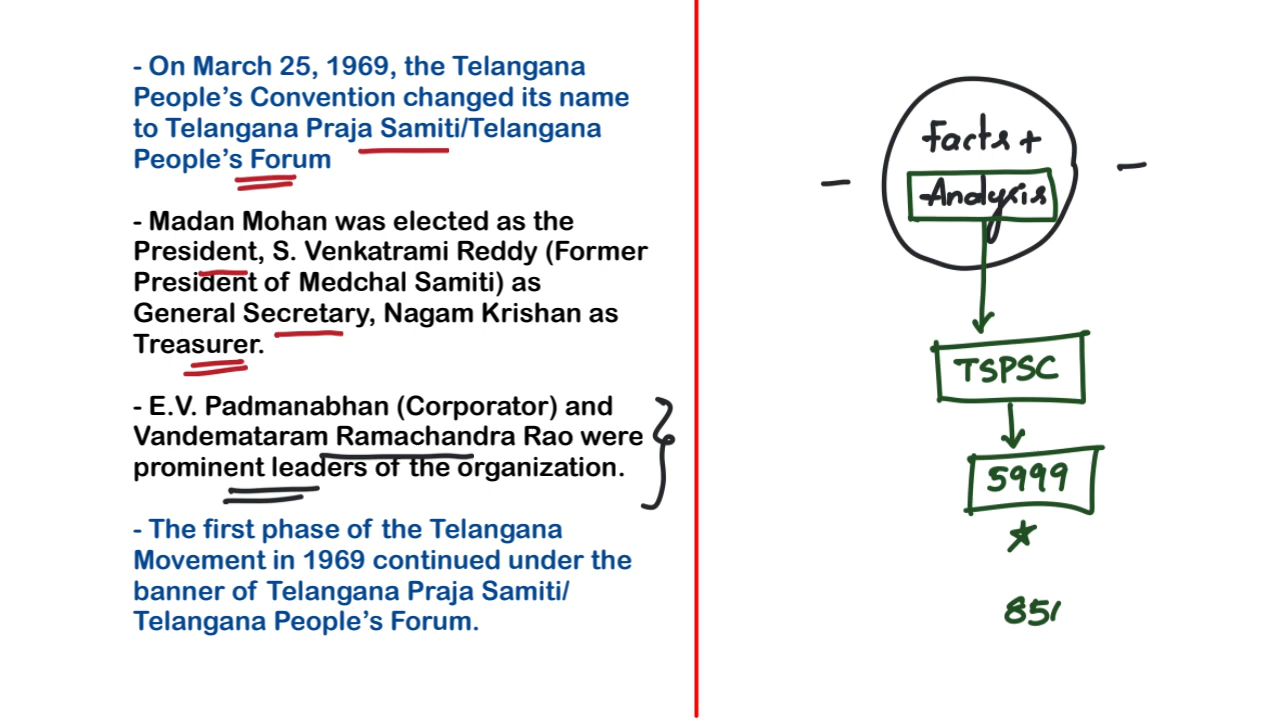 - On March 25, 1969, the Telangana
People's Convention changed its name
to Telangana Praja Samiti/Telangana
People's Forum
- Madan Mohan was elected as the
President, S. Venkatrami Reddy (Former
President of Medchal Samiti) as
General Secretary, Nagam Krishan as
Treasurer.
- E.V. Padmanabhan (Corporator) and
Vandemataram Ramachandra Rao were
prominent leaders of the organization.
- The first phase of the Telangana
Movement in 1969 continued under the
banner of Telangana Praja Samiti/
Telangana People's Forum.
Facts +
Analysis
TSPSC
5999